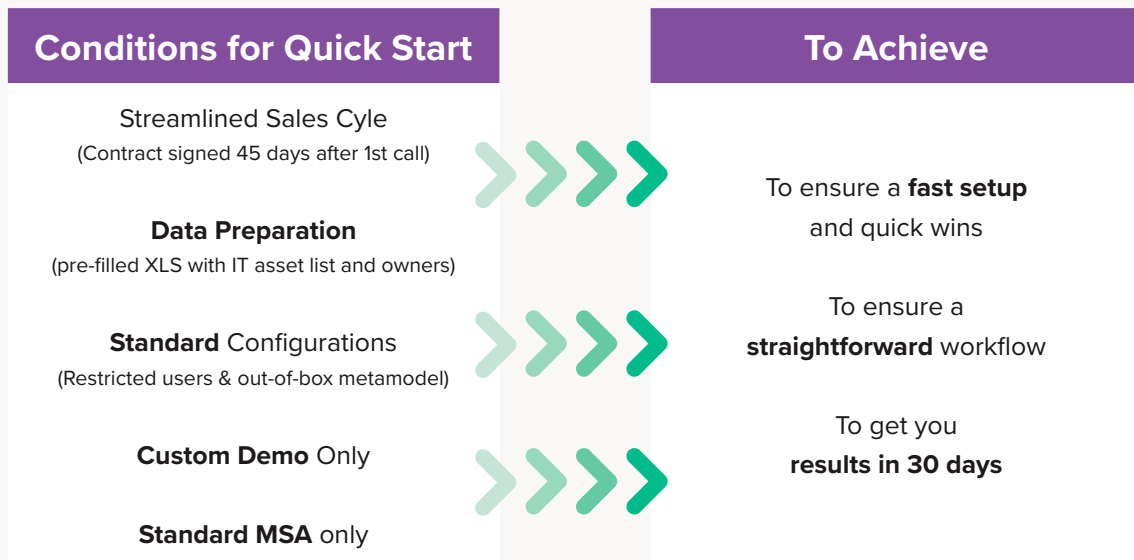 Conditions for Quick Start
Streamlined Sales Cyle
(Contract signed 45 days after 1st call)
Data Preparation
(pre-filled XLS with IT asset list and owners)
Standard Configurations
(Restricted users & out-of-box metamodel)
Custom Demo Only
Standard MSA only
To Achieve
To ensure a fast setup
and quick wins
To ensure a
straightforward workflow
To get you
results in 30 days